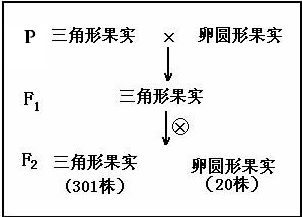 P 三角形果实 × 卵圆形果实
F₁ 三角形果实
⊗
F₂ 三角形果实 卵圆形果实
(301株) (20株)